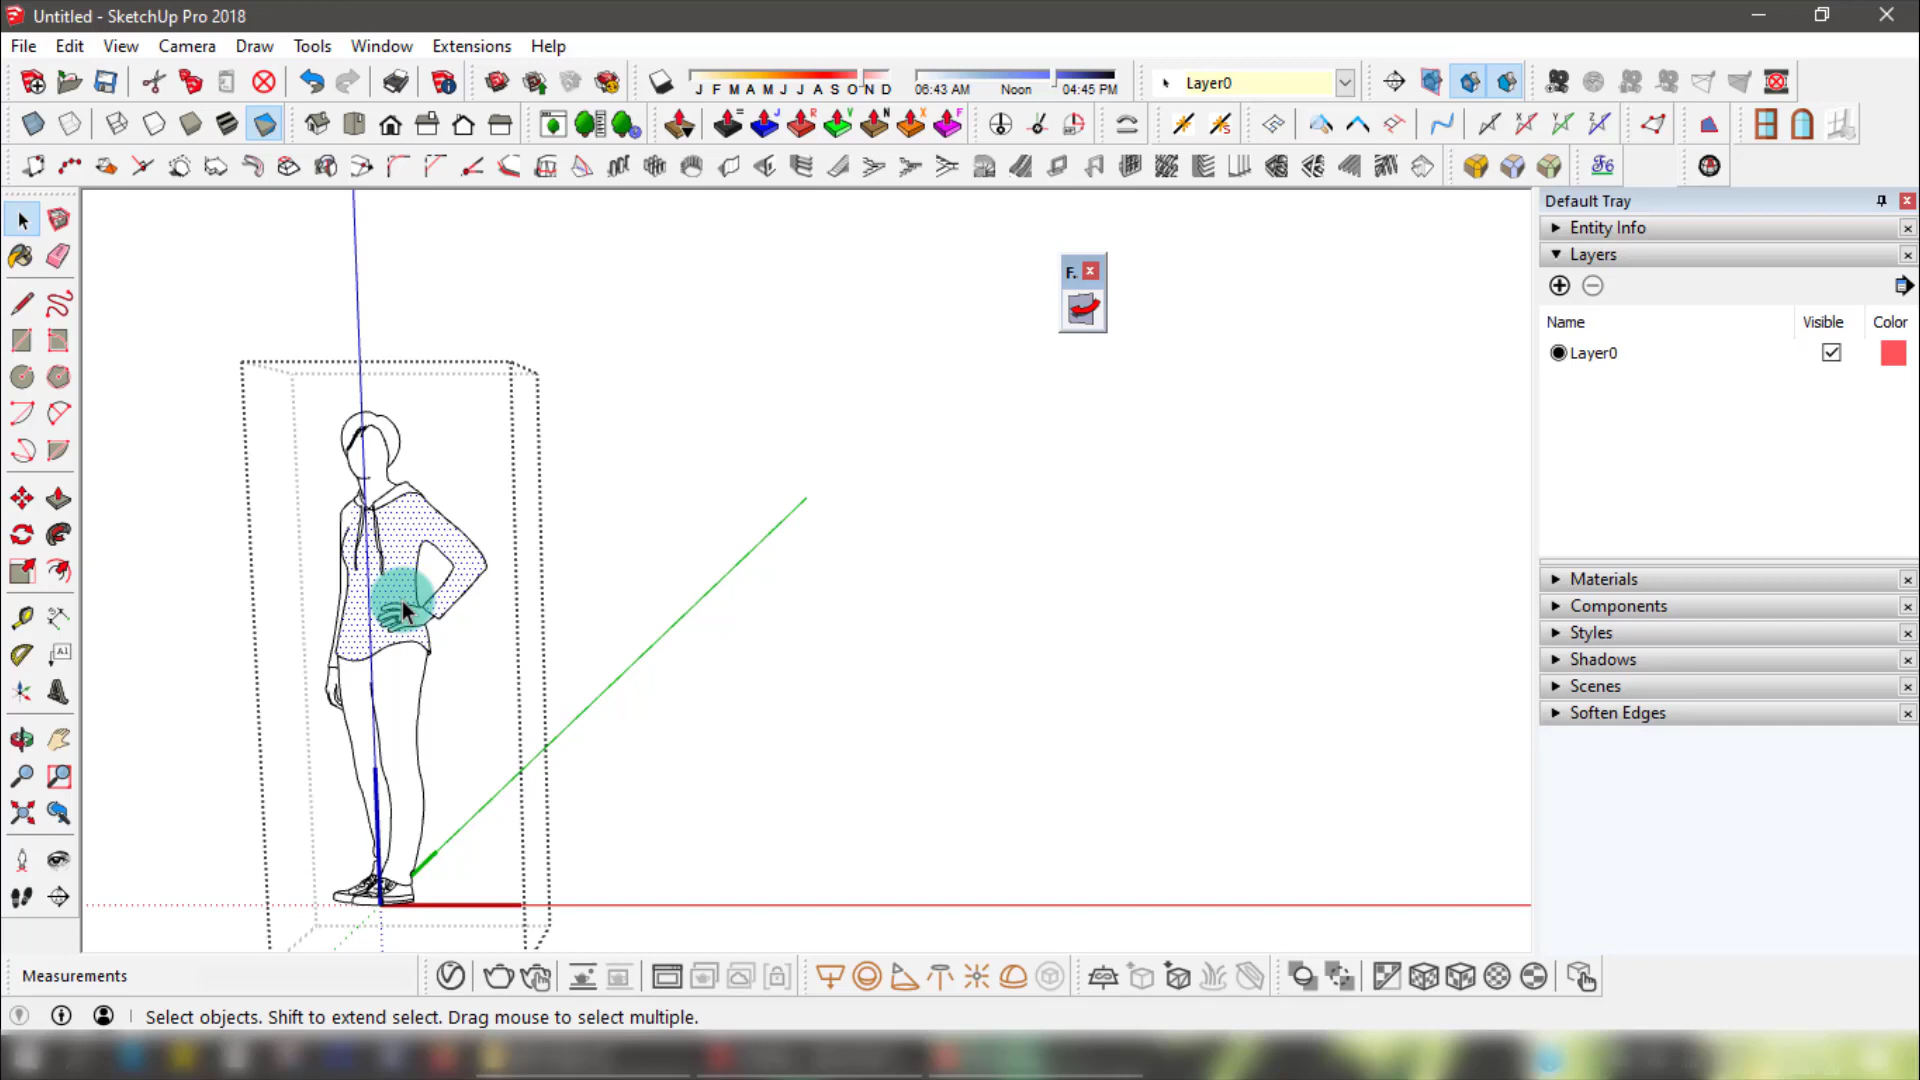 Untitled - SketchUp Pro 2018
File Edit View Camera Draw Tools Window Extensions Help
J F M A M J J A S O N D 06:43 AM Noon 04:45 PM Layer0
= J R V N X F
S X Y Z
F6
Default Tray
Entity Info
Layers
Name Visible Color
Layer0
F.
Materials
Components
Styles
Shadows
Scenes
Soften Edges
A1
Measurements
Select objects. Shift to extend select. Drag mouse to select multiple.